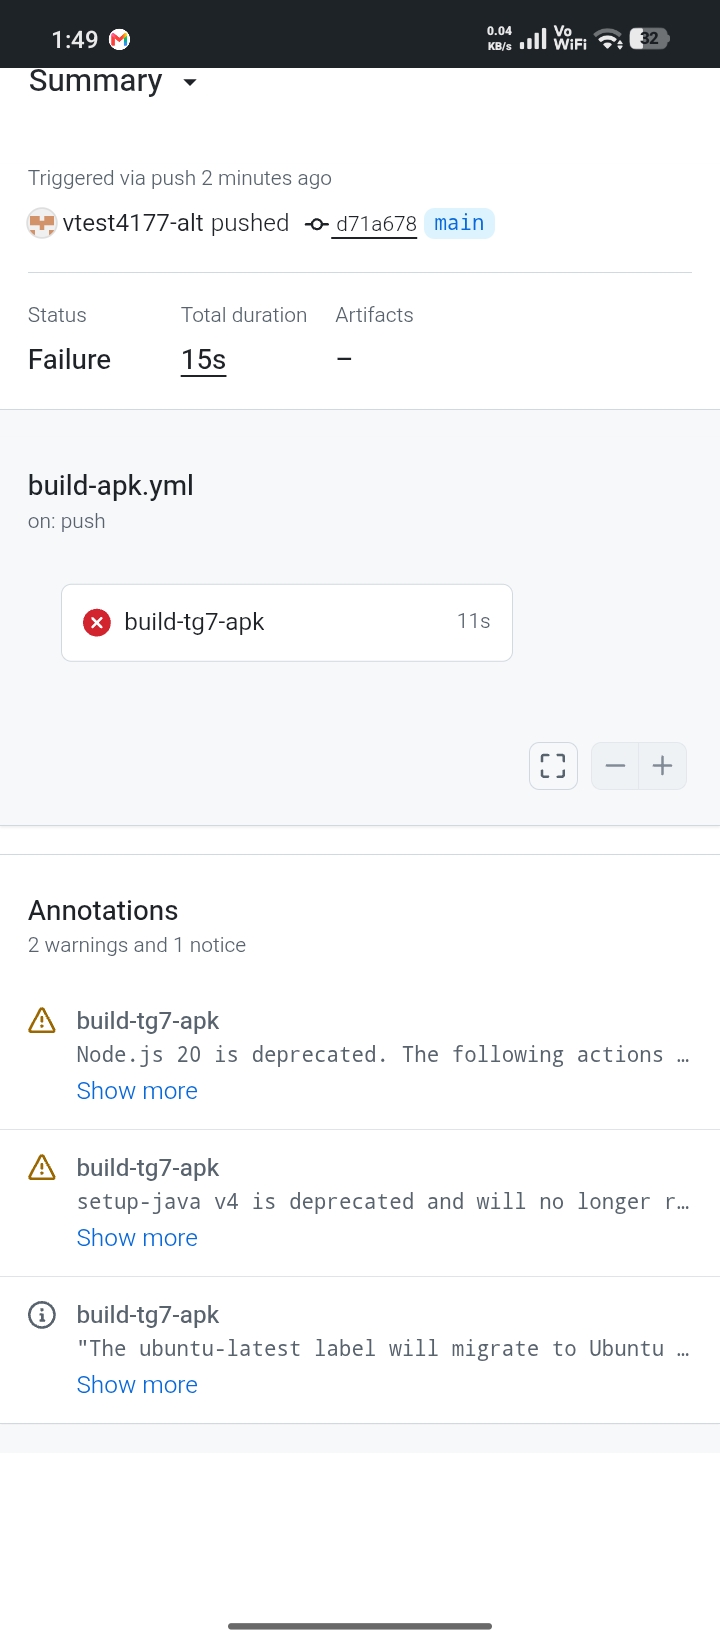 1:49
0.04
KB/s
Vo
WiFi
32
Summary
Triggered via push 2 minutes ago
vtest4177-alt pushed d71a678 main
Status Total duration Artifacts
Failure 15s –
build-apk.yml
on: push
build-tg7-apk 11s
Annotations
2 warnings and 1 notice
build-tg7-apk
Node.js 20 is deprecated. The following actions …
Show more
build-tg7-apk
setup-java v4 is deprecated and will no longer r…
Show more
build-tg7-apk
"The ubuntu-latest label will migrate to Ubuntu …
Show more